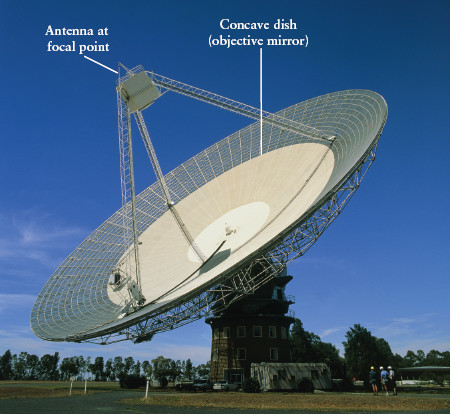 Antenna at
focal point
Concave dish
(objective mirror)